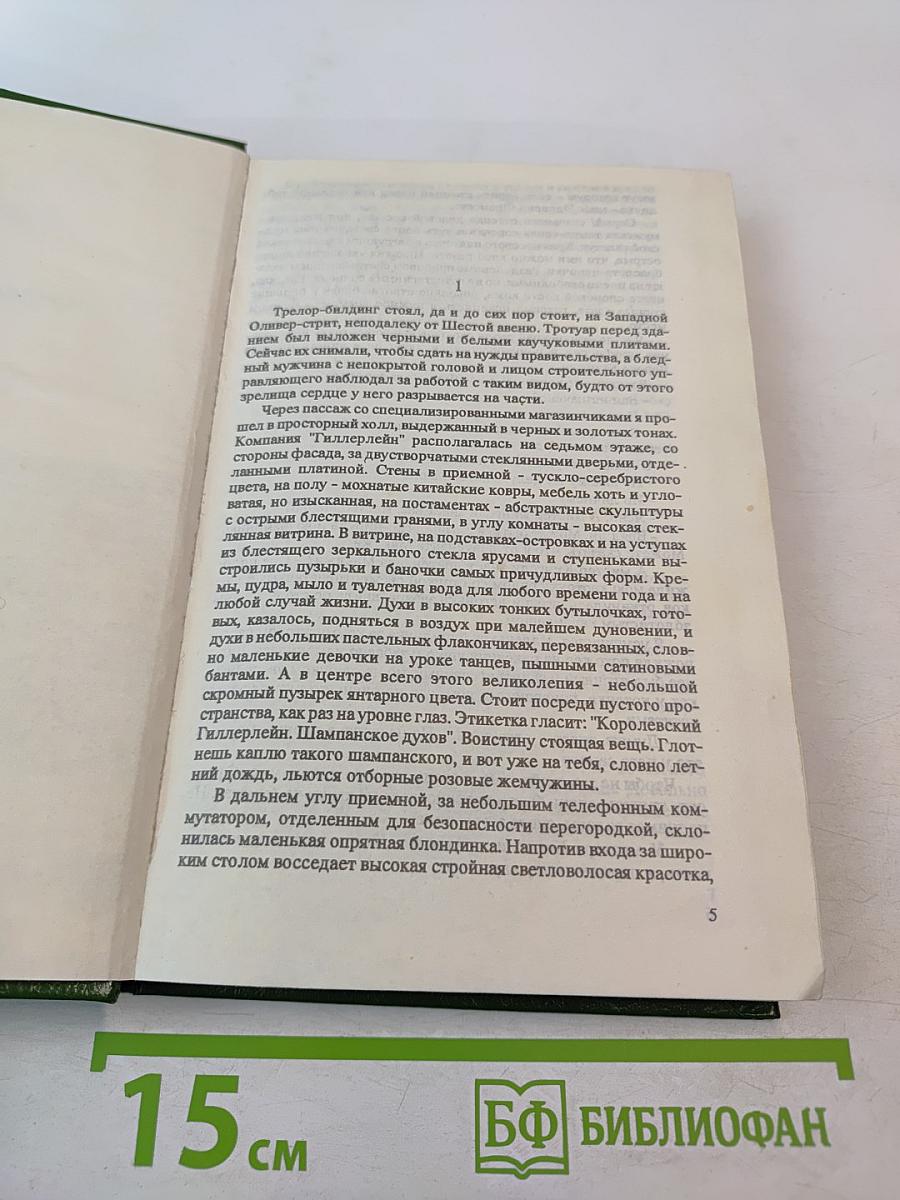 1
Трелор-билдинг стоял, да и до сих пор стоит, на Западной
Оливер-стрит, неподалеку от Шестой авеню. Тротуар перед зда-
нием был выложен черными и белыми каучуковыми плитами.
Сейчас их снимали, чтобы сдать на нужды правительства, а блед-
ный мужчина с непокрытой головой и лицом строительного уп-
равляющего наблюдал за работой с таким видом, будто от этого
зрелища сердце у него разрывается на части.
Через пассаж со специализированными магазинчиками я про-
шел в просторный холл, выдержанный в черных и золотых тонах.
Компания "Гиллерлейн" располагалась на седьмом этаже, со
стороны фасада, за двустворчатыми стеклянными дверьми, отде-
ланными платиной. Стены в приемной - тускло-серебристого
цвета, на полу - мохнатые китайские ковры, мебель хоть и угло-
ватая, но изысканная, на постаментах - абстрактные скульптуры
с острыми блестящими гранями, в углу комнаты - высокая стек-
лянная витрина. В витрине, на подставках-островках и на уступах
из блестящего зеркального стекла ярусами и ступеньками вы-
строились пузырьки и баночки самых причудливых форм. Кре-
мы, пудра, мыло и туалетная вода для любого времени года и на
любой случай жизни. Духи в высоких тонких бутылочках, гото-
вых, казалось, подняться в воздух при малейшем дуновении, и
духи в небольших пастельных флакончиках, перевязанных, слов-
но маленькие девочки на уроке танцев, пышными сатиновыми
бантами. А в центре всего этого великолепия - небольшой
скромный пузырек янтарного цвета. Стоит посреди пустого про-
странства, как раз на уровне глаз. Этикетка гласит: "Королевский
Гиллерлейн. Шампанское духов". Воистину стоящая вещь. Глот-
нешь каплю такого шампанского, и вот уже на тебя, словно лет-
ний дождь, льются отборные розовые жемчужины.
В дальнем углу приемной, за небольшим телефонным ком-
мутатором, отделенным для безопасности перегородкой, скло-
нилась маленькая опрятная блондинка. Напротив входа за широ-
ким столом восседает высокая стройная светловолосая красотка,
5
15 см
БФ БИБЛИОФАН